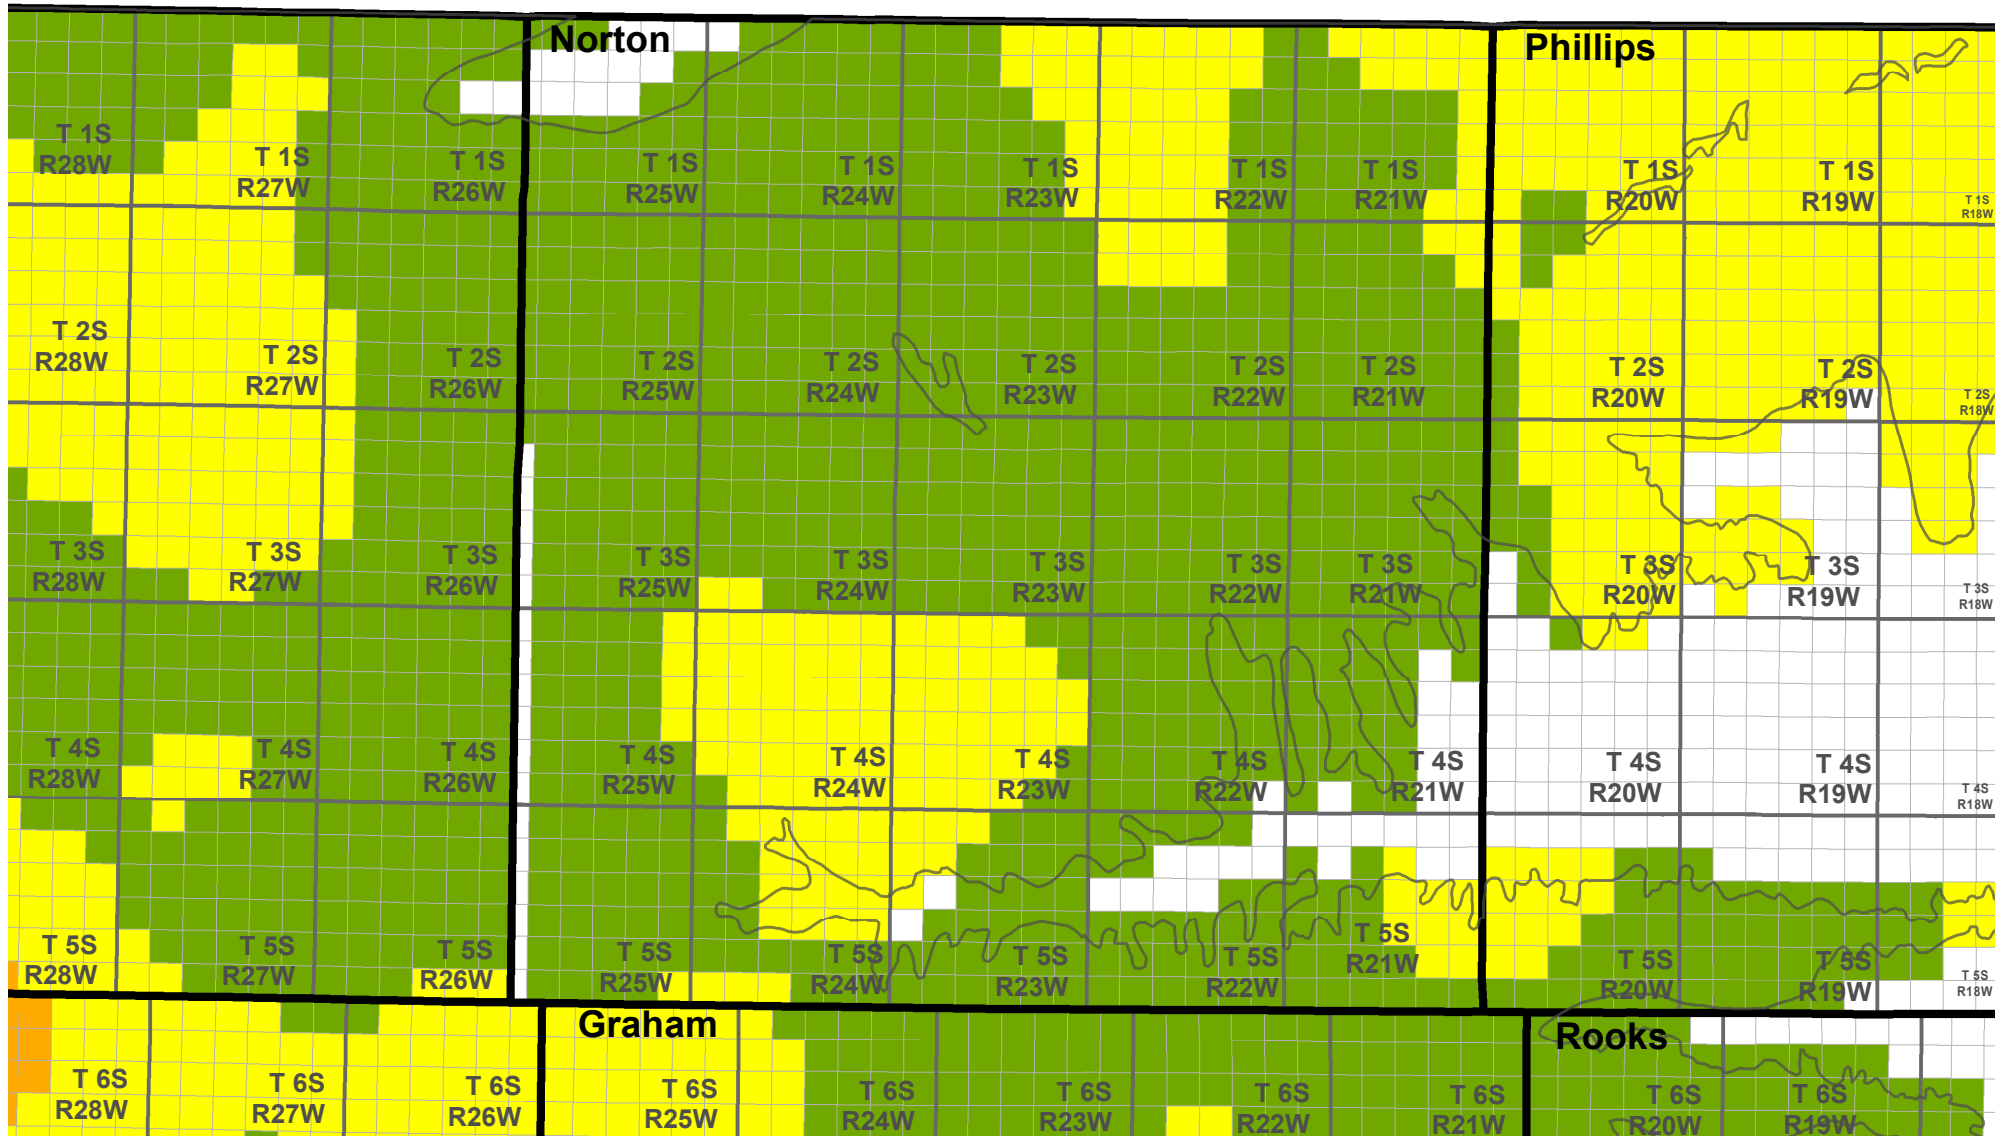 Norton
Phillips
T 1S
R28W
T 1S
R27W
T 1S
R26W
T 1S
R25W
T 1S
R24W
T 1S
R23W
T 1S
R22W
T 1S
R21W
T 1S
R20W
T 1S
R19W
T 1S
R18W
T 2S
R28W
T 2S
R27W
T 2S
R26W
T 2S
R25W
T 2S
R24W
T 2S
R23W
T 2S
R22W
T 2S
R21W
T 2S
R20W
T 2S
R19W
T 2S
R18W
T 3S
R28W
T 3S
R27W
T 3S
R26W
T 3S
R25W
T 3S
R24W
T 3S
R23W
T 3S
R22W
T 3S
R21W
T 3S
R20W
T 3S
R19W
T 3S
R18W
T 4S
R28W
T 4S
R27W
T 4S
R26W
T 4S
R25W
T 4S
R24W
T 4S
R23W
T 4S
R22W
T 4S
R21W
T 4S
R20W
T 4S
R19W
T 4S
R18W
T 5S
R28W
T 5S
R27W
T 5S
R26W
T 5S
R25W
T 5S
R24W
T 5S
R23W
T 5S
R22W
T 5S
R21W
T 5S
R20W
T 5S
R19W
T 5S
R18W
Graham
Rooks
T 6S
R28W
T 6S
R27W
T 6S
R26W
T 6S
R25W
T 6S
R24W
T 6S
R23W
T 6S
R22W
T 6S
R21W
T 6S
R20W
T 6S
R19W